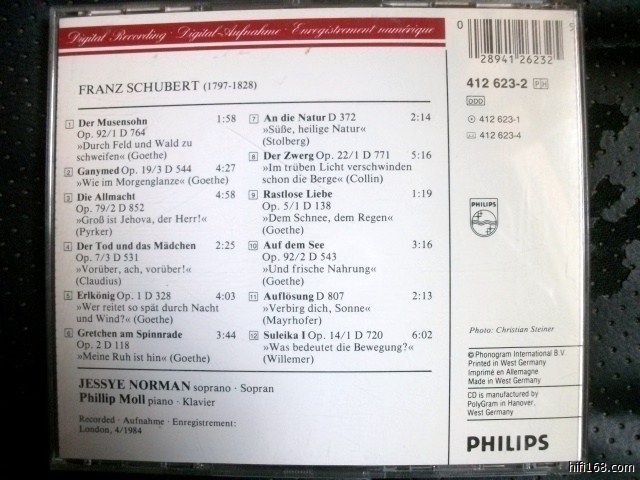 Digital Recording · Digital-Aufnahme · Enregistrement numérique
FRANZ SCHUBERT (1797-1828)
1 Der Musensohn 1:58
Op. 92/1 D 764
»Durch Feld und Wald zu
schweifen« (Goethe)
2 Ganymed Op. 19/3 D 544 4:27
»Wie im Morgenglanze« (Goethe)
3 Die Allmacht 4:58
Op. 79/2 D 852
»Groß ist Jehova, der Herr!«
(Pyrker)
4 Der Tod und das Mädchen 2:25
Op. 7/3 D 531
»Vorüber, ach, vorüber!«
(Claudius)
5 Erlkönig Op. 1 D 328 4:03
»Wer reitet so spät durch Nacht
und Wind?« (Goethe)
6 Gretchen am Spinnrade 3:44
Op. 2 D 118
»Meine Ruh ist hin« (Goethe)
7 An die Natur D 372 2:14
»Süße, heilige Natur«
(Stolberg)
8 Der Zwerg Op. 22/1 D 771 5:16
»Im trüben Licht verschwinden
schon die Berge« (Collin)
9 Rastlose Liebe 1:19
Op. 5/1 D 138
»Dem Schnee, dem Regen«
(Goethe)
10 Auf dem See 3:16
Op. 92/2 D 543
»Und frische Nahrung«
(Goethe)
11 Auflösung D 807 2:13
»Verbirg dich, Sonne«
(Mayrhofer)
12 Suleika I Op. 14/1 D 720 6:02
»Was bedeutet die Bewegung?«
(Willemer)
JESSYE NORMAN soprano · Sopran
Phillip Moll piano · Klavier
Recorded · Aufnahme · Enregistrement:
London, 4/1984
0 28941 26232 5
412 623-2 PH
DDD
412 623-1
412 623-4
PHILIPS
Photo: Christian Steiner
© Phonogram International B.V.
Printed in West Germany
Imprimé en Allemagne
Made in West Germany
CD is manufactured by
PolyGram in Hanover,
West Germany
PHILIPS
hifi168.com